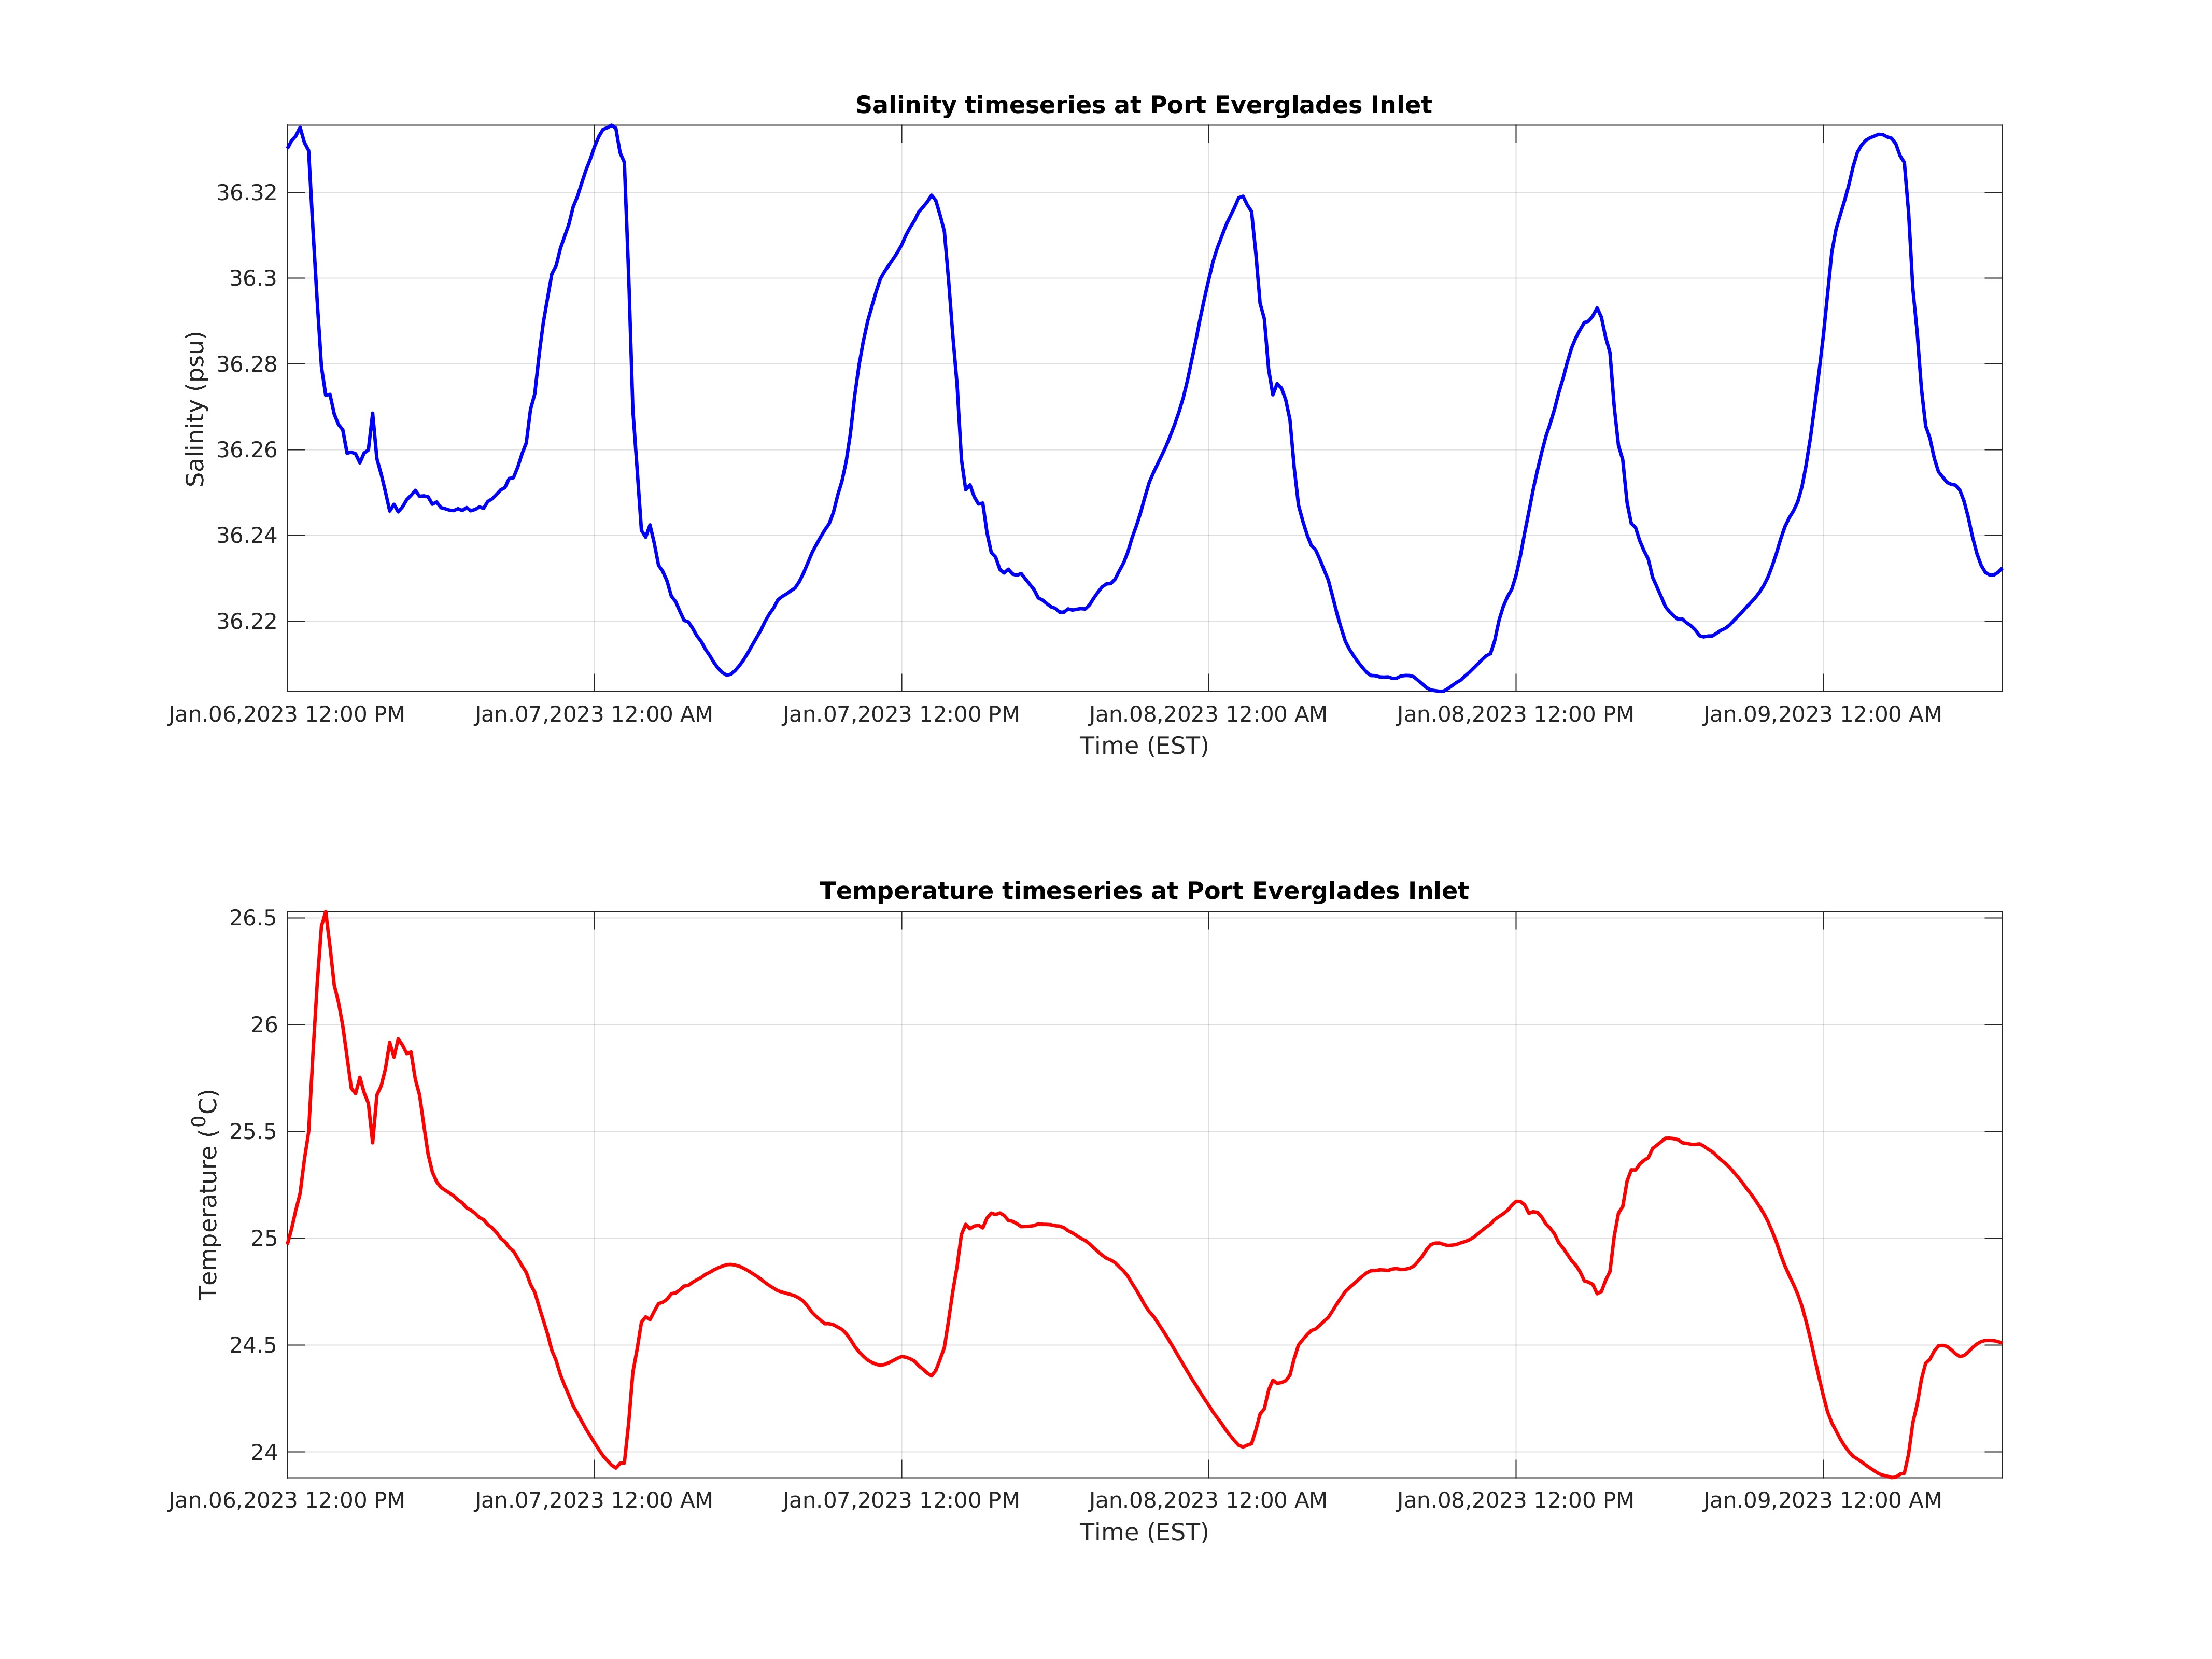 Salinity timeseries at Port Everglades Inlet
36.32
36.3
36.28
36.26
36.24
36.22
Salinity (psu)
Jan.06,2023 12:00 PM Jan.07,2023 12:00 AM Jan.07,2023 12:00 PM Jan.08,2023 12:00 AM Jan.08,2023 12:00 PM Jan.09,2023 12:00 AM
Time (EST)
Temperature timeseries at Port Everglades Inlet
26.5
26
25.5
25
24.5
24
Temperature (⁰C)
Jan.06,2023 12:00 PM Jan.07,2023 12:00 AM Jan.07,2023 12:00 PM Jan.08,2023 12:00 AM Jan.08,2023 12:00 PM Jan.09,2023 12:00 AM
Time (EST)